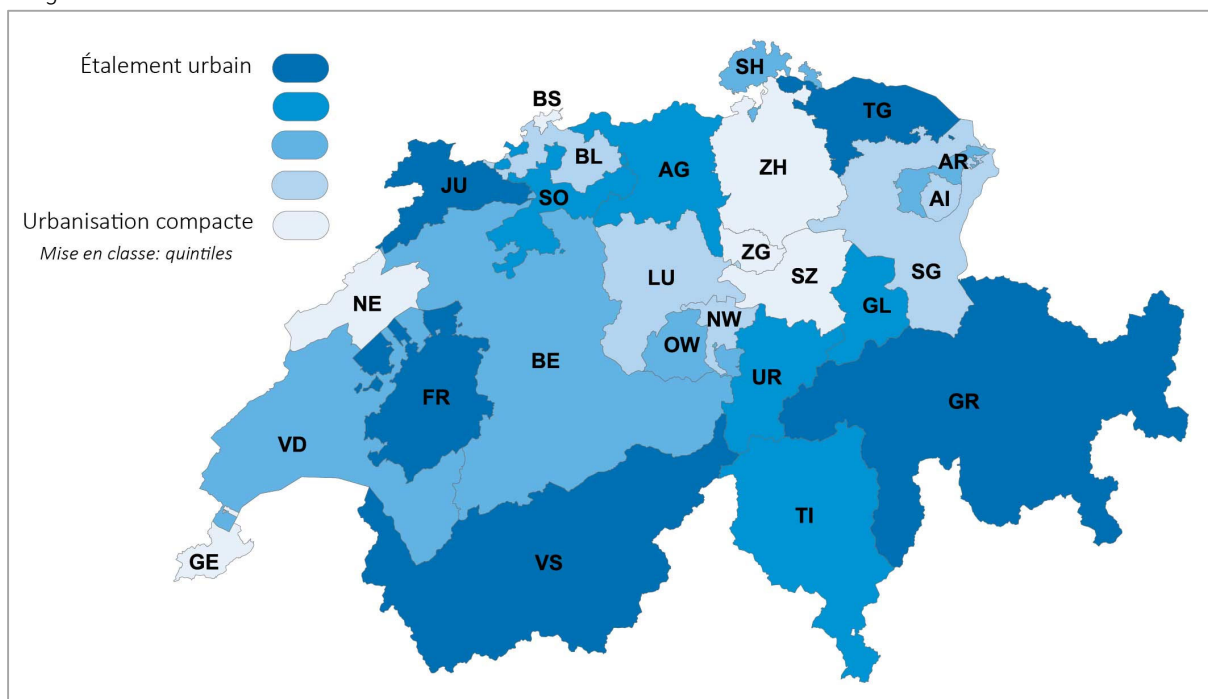 Étalement urbain
Urbanisation compacte
Mise en classe: quintiles
SH
BS
TG
BL
AG
ZH
AR
JU
SO
AI
ZG
LU
SZ
SG
NE
NW
GL
OW
BE
UR
FR
GR
VD
TI
GE
VS